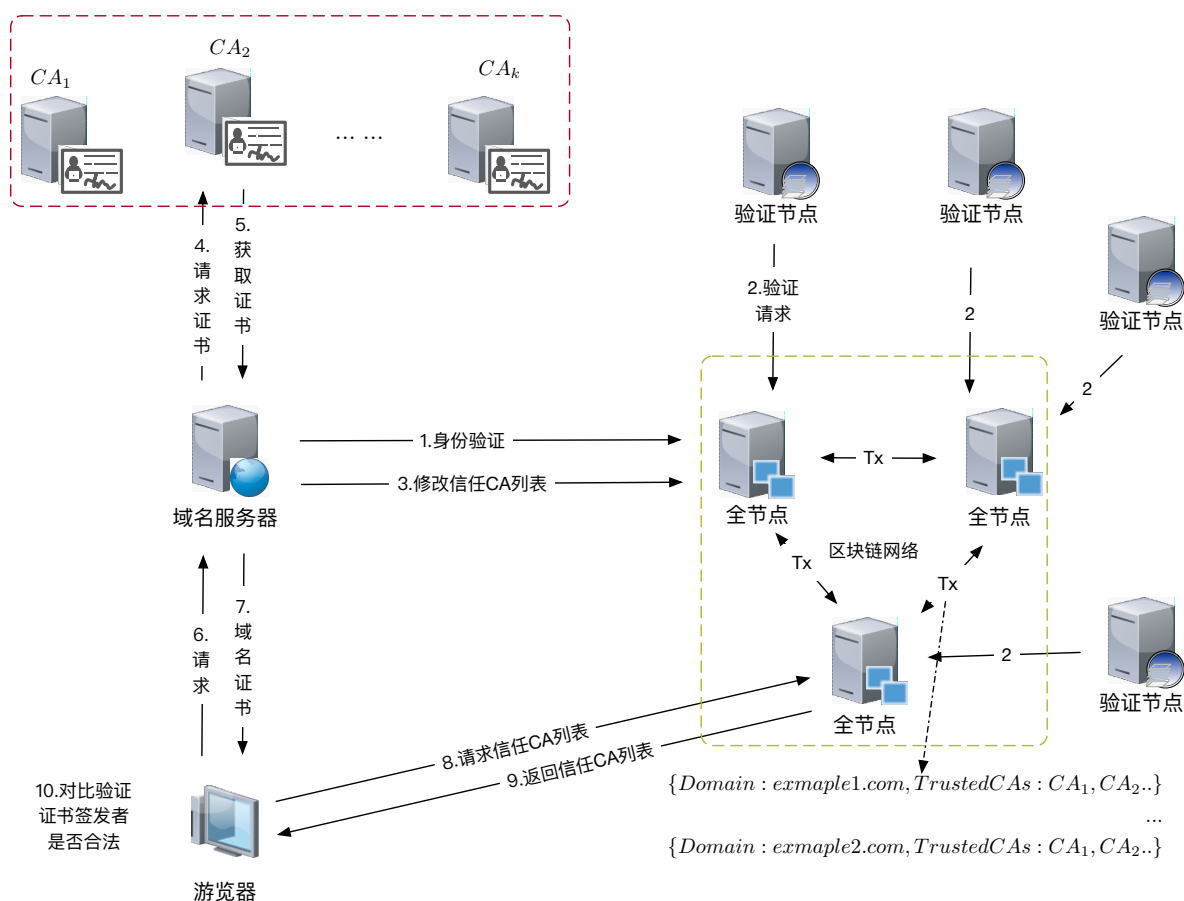 CA₁
CA₂
CAₖ
... ...
4.
请
求
证
书
5.
获
取
证
书
验证节点
验证节点
验证节点
2.验证
请求
2
2
1.身份验证
3.修改信任CA列表
域名服务器
Tx
全节点
全节点
区块链网络
Tx
Tx
全节点
2
验证节点
6.
请
求
7.
域
名
证
书
8.请求信任CA列表
9.返回信任CA列表
10.对比验证
证书签发者
是否合法
游览器
{Domain : exmaple1.com, TrustedCAs : CA₁, CA₂..}
...
{Domain : exmaple2.com, TrustedCAs : CA₁, CA₂..}